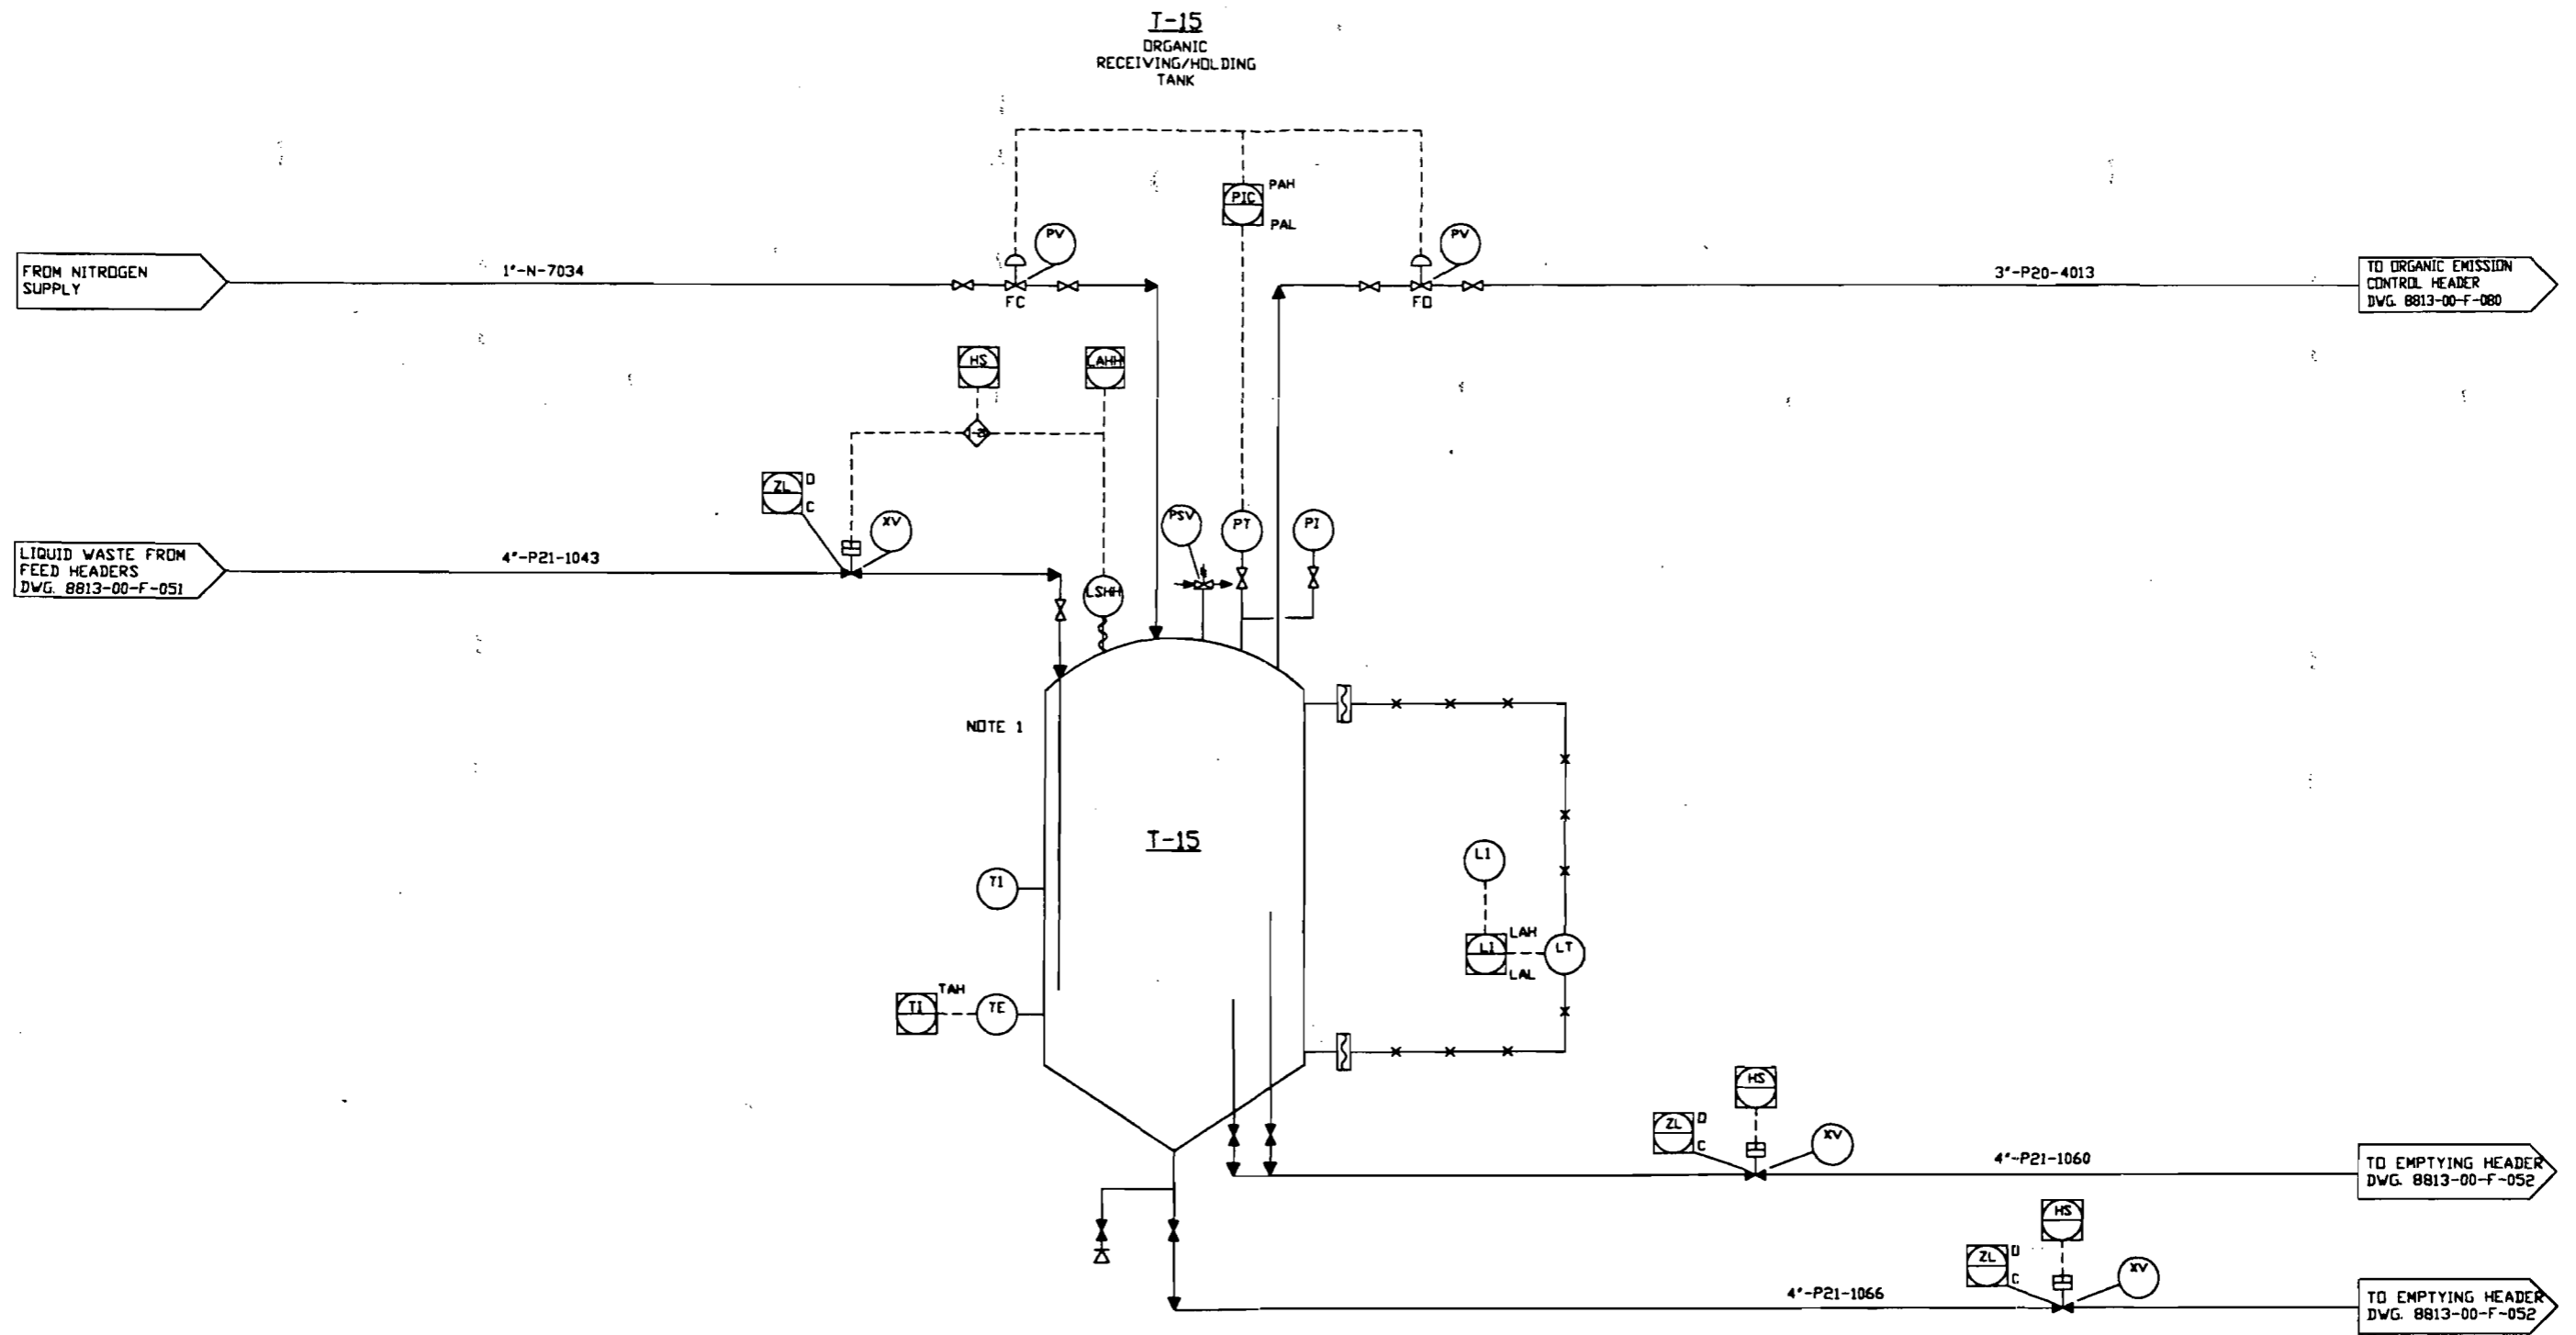 T-15
ORGANIC
RECEIVING/HOLDING
TANK
PIC
PAH
PAL
PV
PV
FROM NITROGEN
SUPPLY
1"-N-7034
FC
FO
3"-P20-4013
TO ORGANIC EMISSION
CONTROL HEADER
DWG. 8813-00-F-080
HS
LAHH
ZL
O
C
XV
PSV
PT
PI
LIQUID WASTE FROM
FEED HEADERS
DWG. 8813-00-F-051
4"-P21-1043
LSHH
NOTE 1
T-15
TI
LI
LI
LAH
LAL
LT
TI
TAH
TE
HS
ZL
O
C
XV
4"-P21-1060
TO EMPTYING HEADER
DWG. 8813-00-F-052
HS
ZL
O
C
XV
4"-P21-1066
TO EMPTYING HEADER
DWG. 8813-00-F-052